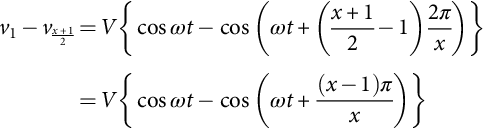 $v_1 - v_{\frac{x+1}{2}} = V\left\{\cos\omega t - \cos\left(\omega t + \left(\frac{x+1}{2} - 1\right)\frac{2\pi}{x}\right)\right\}$
$= V\left\{\cos\omega t - \cos\left(\omega t + \frac{(x-1)\pi}{x}\right)\right\}$